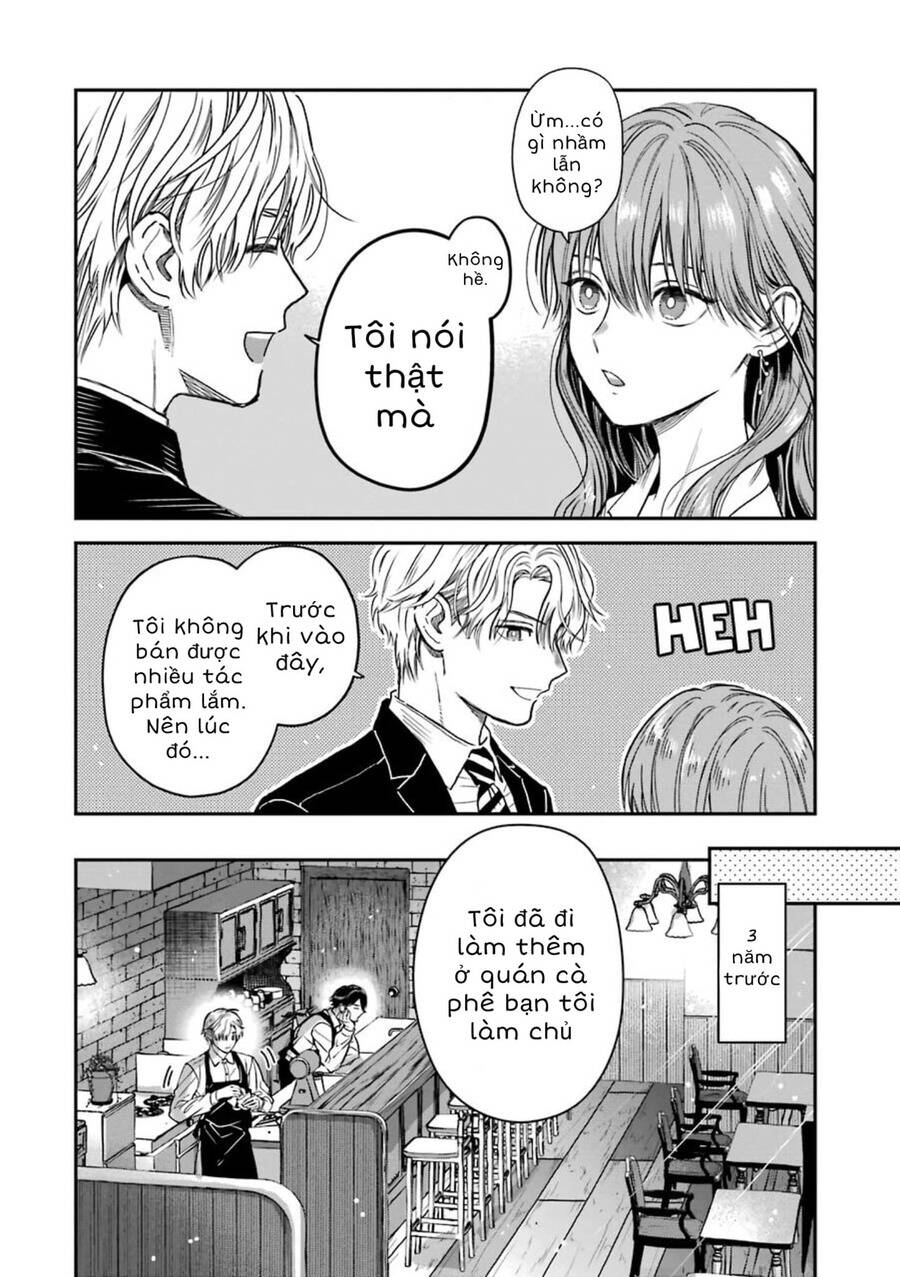 Ừm...có
gì nhầm
lẫn
không?
Không
hề.
Tôi nói
thật
mà
HEH
Trước
khi vào
đây,
Tôi không
bán được
nhiều tác
phẩm lắm.
Nên lúc
đó...
3
năm
trước
Tôi đã đi
làm thêm
ở quán cà
phê bạn tôi
làm chủ